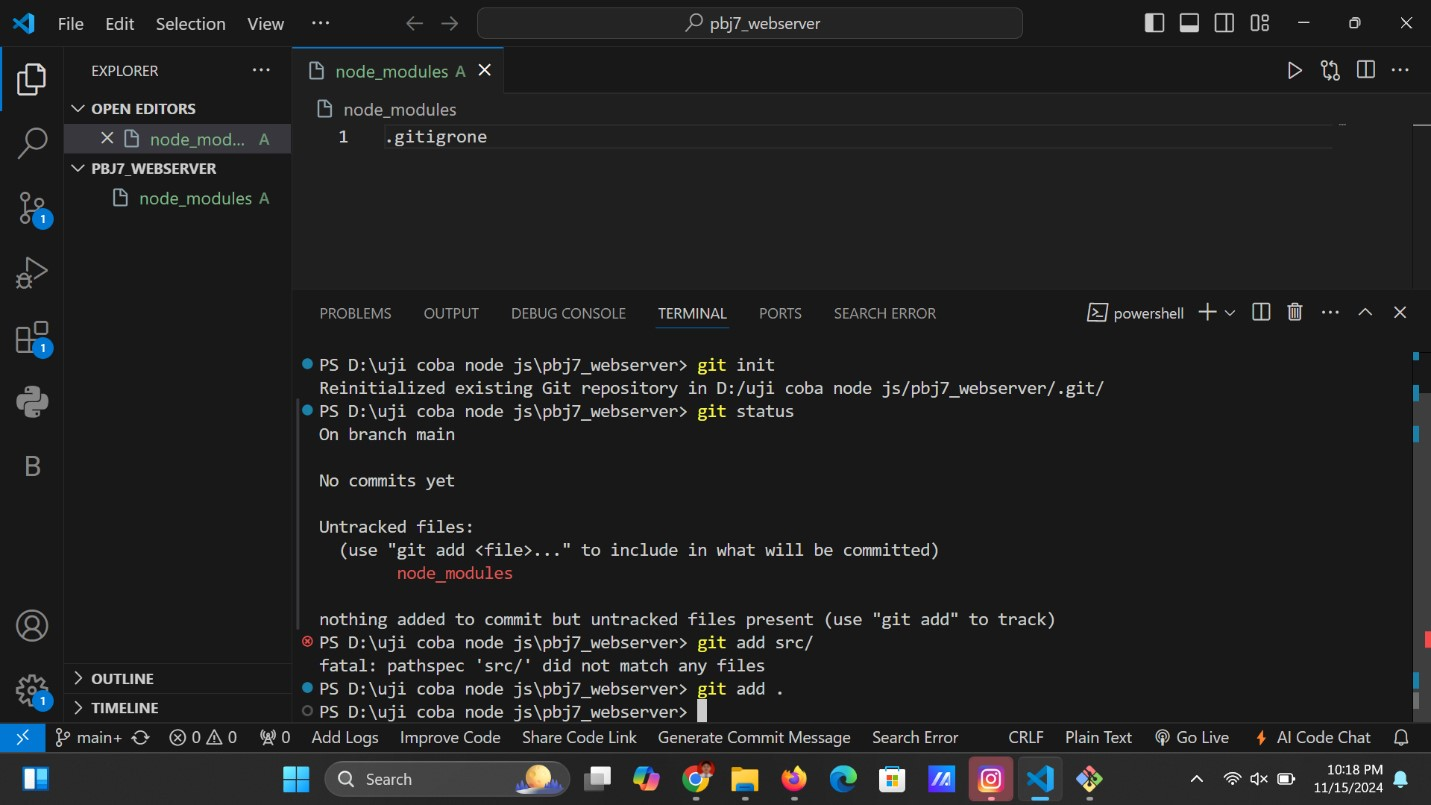 File Edit Selection View ···
pbj7_webserver
EXPLORER
OPEN EDITORS
node_mod... A
PBJ7_WEBSERVER
node_modules A
OUTLINE
TIMELINE
node_modules A
node_modules
1 .gitigrone
PROBLEMS OUTPUT DEBUG CONSOLE TERMINAL PORTS SEARCH ERROR
powershell
PS D:\uji coba node js\pbj7_webserver> git init
Reinitialized existing Git repository in D:/uji coba node js/pbj7_webserver/.git/
PS D:\uji coba node js\pbj7_webserver> git status
On branch main
No commits yet
Untracked files:
(use "git add <file>..." to include in what will be committed)
node_modules
nothing added to commit but untracked files present (use "git add" to track)
PS D:\uji coba node js\pbj7_webserver> git add src/
fatal: pathspec 'src/' did not match any files
PS D:\uji coba node js\pbj7_webserver> git add .
PS D:\uji coba node js\pbj7_webserver>
1
1
B
1
main+ 0 0 0 Add Logs Improve Code Share Code Link Generate Commit Message Search Error CRLF Plain Text Go Live AI Code Chat
Search
10:18 PM
11/15/2024